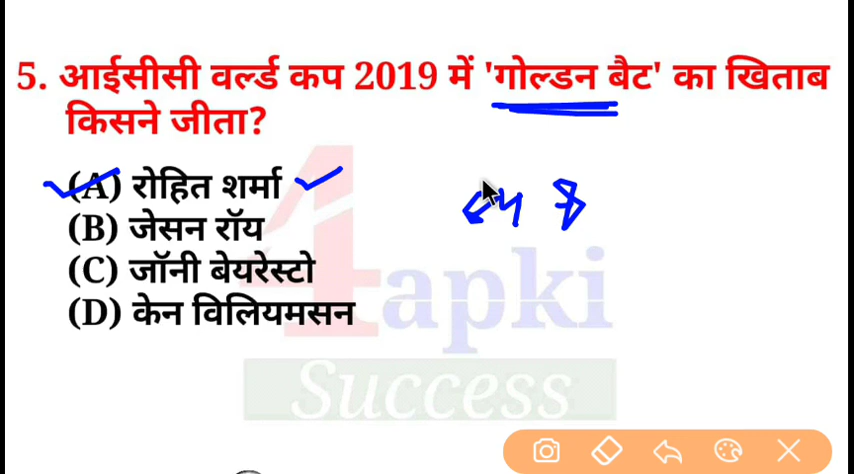 5. आईसीसी वर्ल्ड कप 2019 में 'गोल्डन बैट' का खिताब
किसने जीता?
(A) रोहित शर्मा
(B) जेसन रॉय
(C) जॉनी बेयरेस्टो
(D) केन विलियमसन
4apki
Success